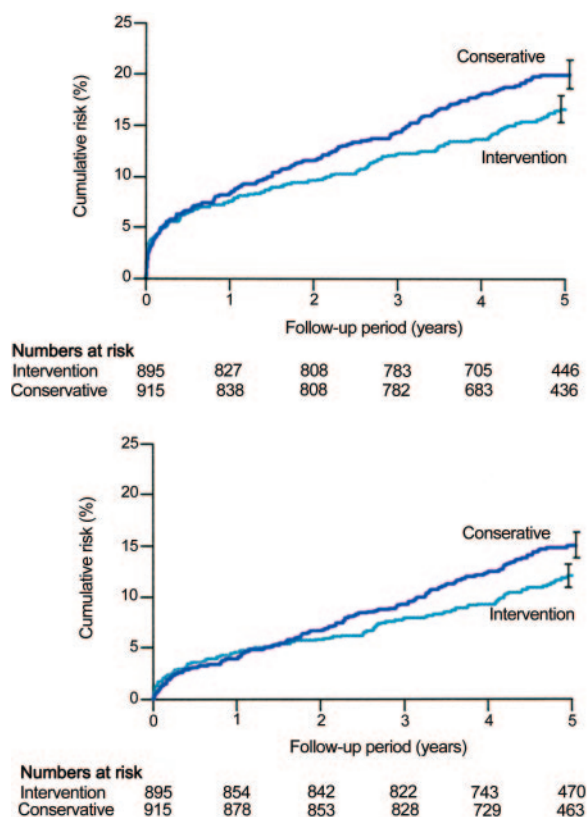 25
20
15
10
5
0
Cumulative risk (%)
Conserative
Intervention
0 1 2 3 4 5
Follow-up period (years)
Numbers at risk
Intervention 895 827 808 783 705 446
Conservative 915 838 808 782 683 436
25
20
15
10
5
0
Cumulative risk (%)
Conserative
Intervention
0 1 2 3 4 5
Follow-up period (years)
Numbers at risk
Intervention 895 854 842 822 743 470
Conservative 915 878 853 828 729 463